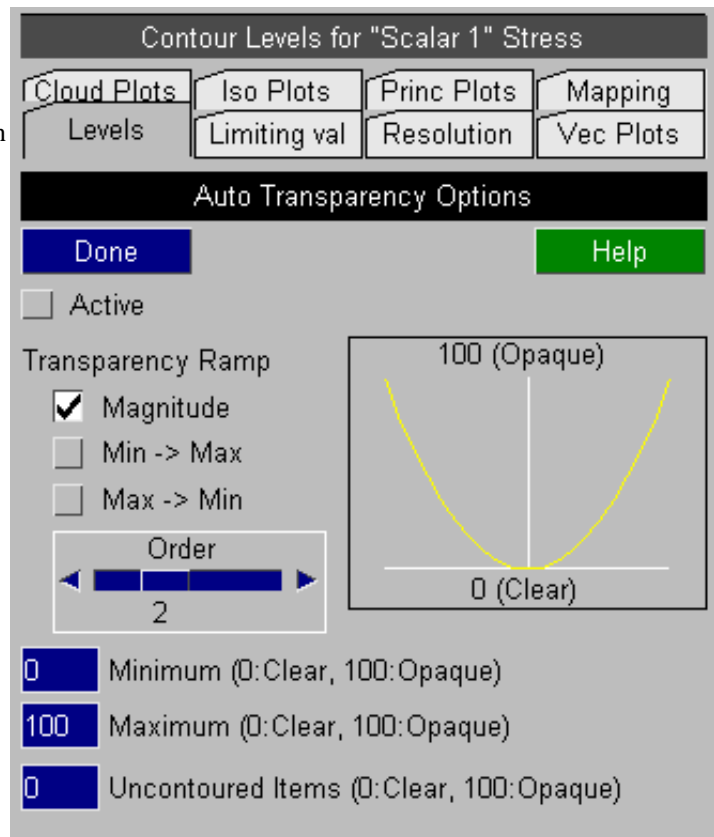 Contour Levels for "Scalar 1" Stress
Cloud Plots Iso Plots Princ Plots Mapping
n
Levels Limiting val Resolution Vec Plots
Auto Transparency Options
Done Help
Active
Transparency Ramp
Magnitude
Min -> Max
Max -> Min
Order
2
100 (Opaque)
0 (Clear)
0 Minimum (0:Clear, 100:Opaque)
100 Maximum (0:Clear, 100:Opaque)
0 Uncontoured Items (0:Clear, 100:Opaque)